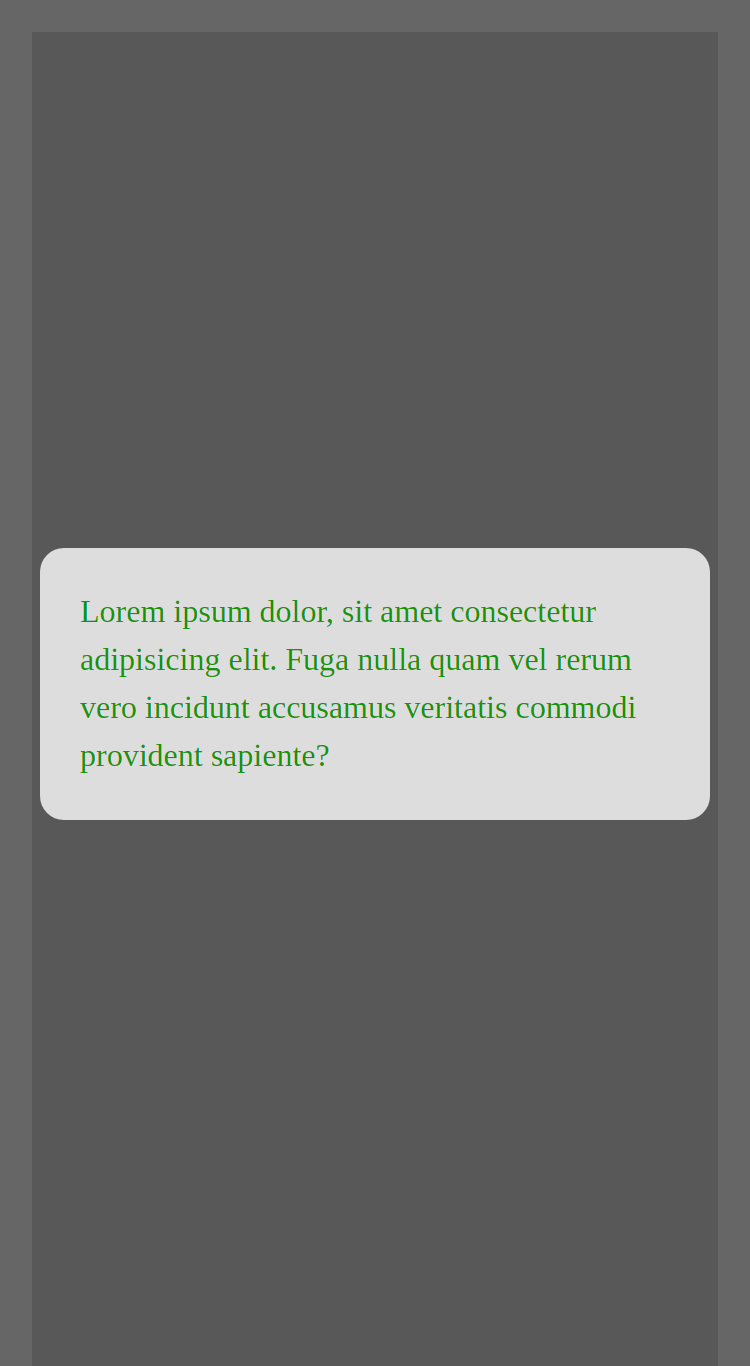 Lorem ipsum dolor, sit amet consectetur
adipisicing elit. Fuga nulla quam vel rerum
vero incidunt accusamus veritatis commodi
provident sapiente?